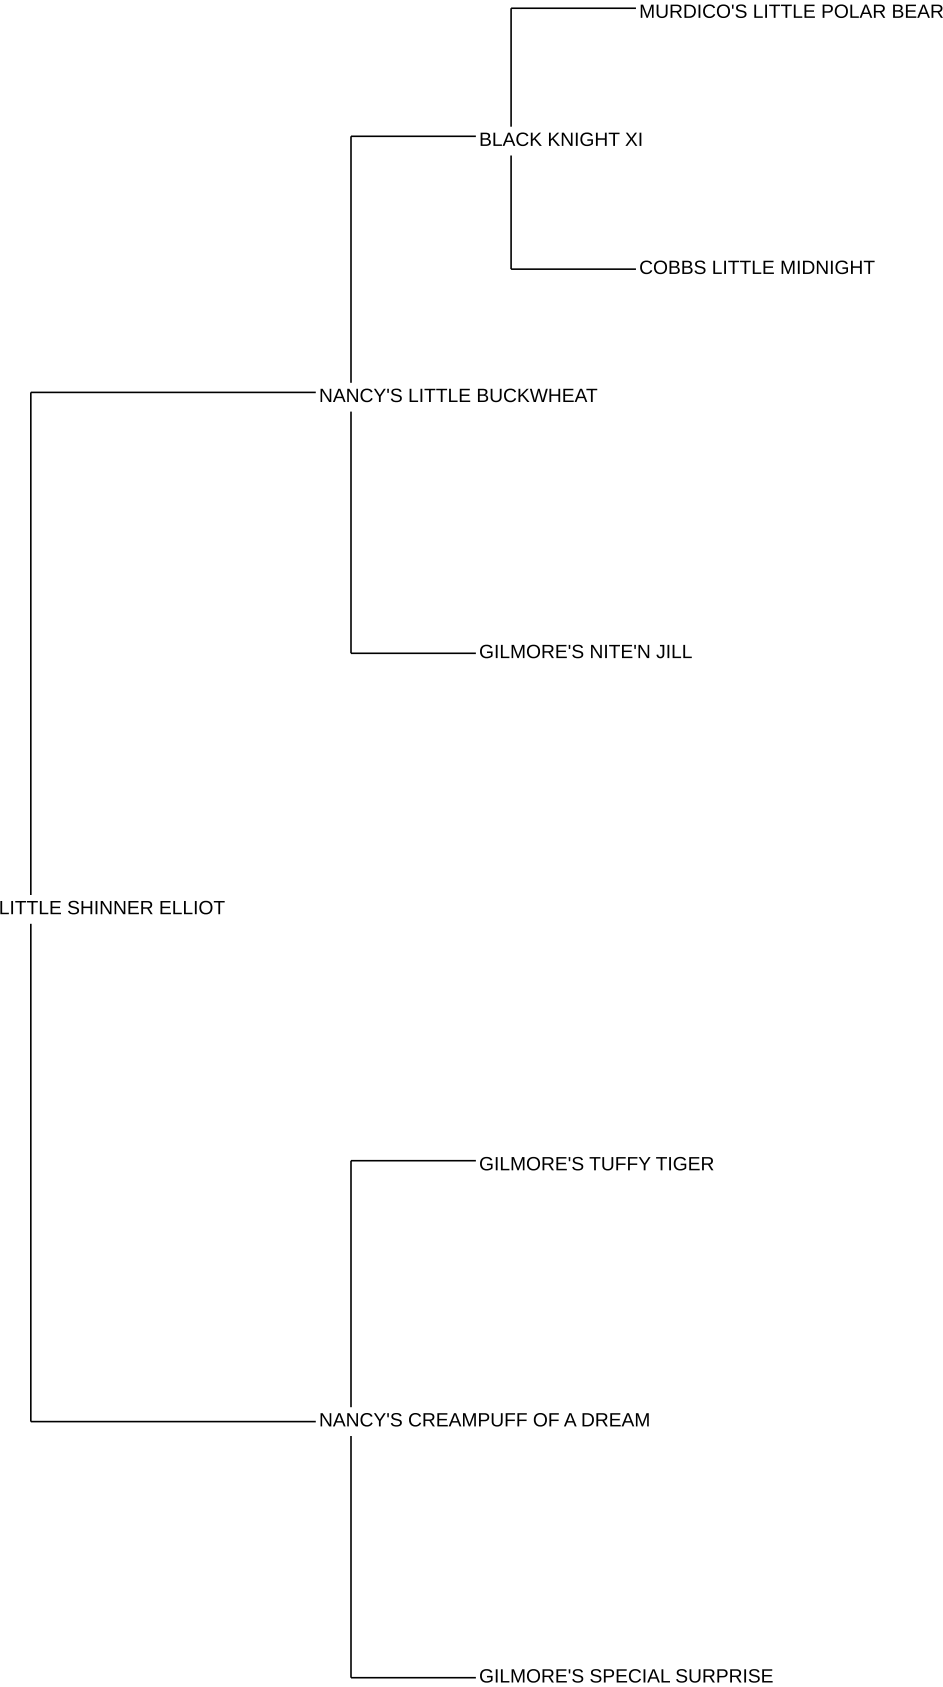 MURDICO'S LITTLE POLAR BEAR
BLACK KNIGHT XI
COBBS LITTLE MIDNIGHT
NANCY'S LITTLE BUCKWHEAT
GILMORE'S NITE'N JILL
LITTLE SHINNER ELLIOT
GILMORE'S TUFFY TIGER
NANCY'S CREAMPUFF OF A DREAM
GILMORE'S SPECIAL SURPRISE